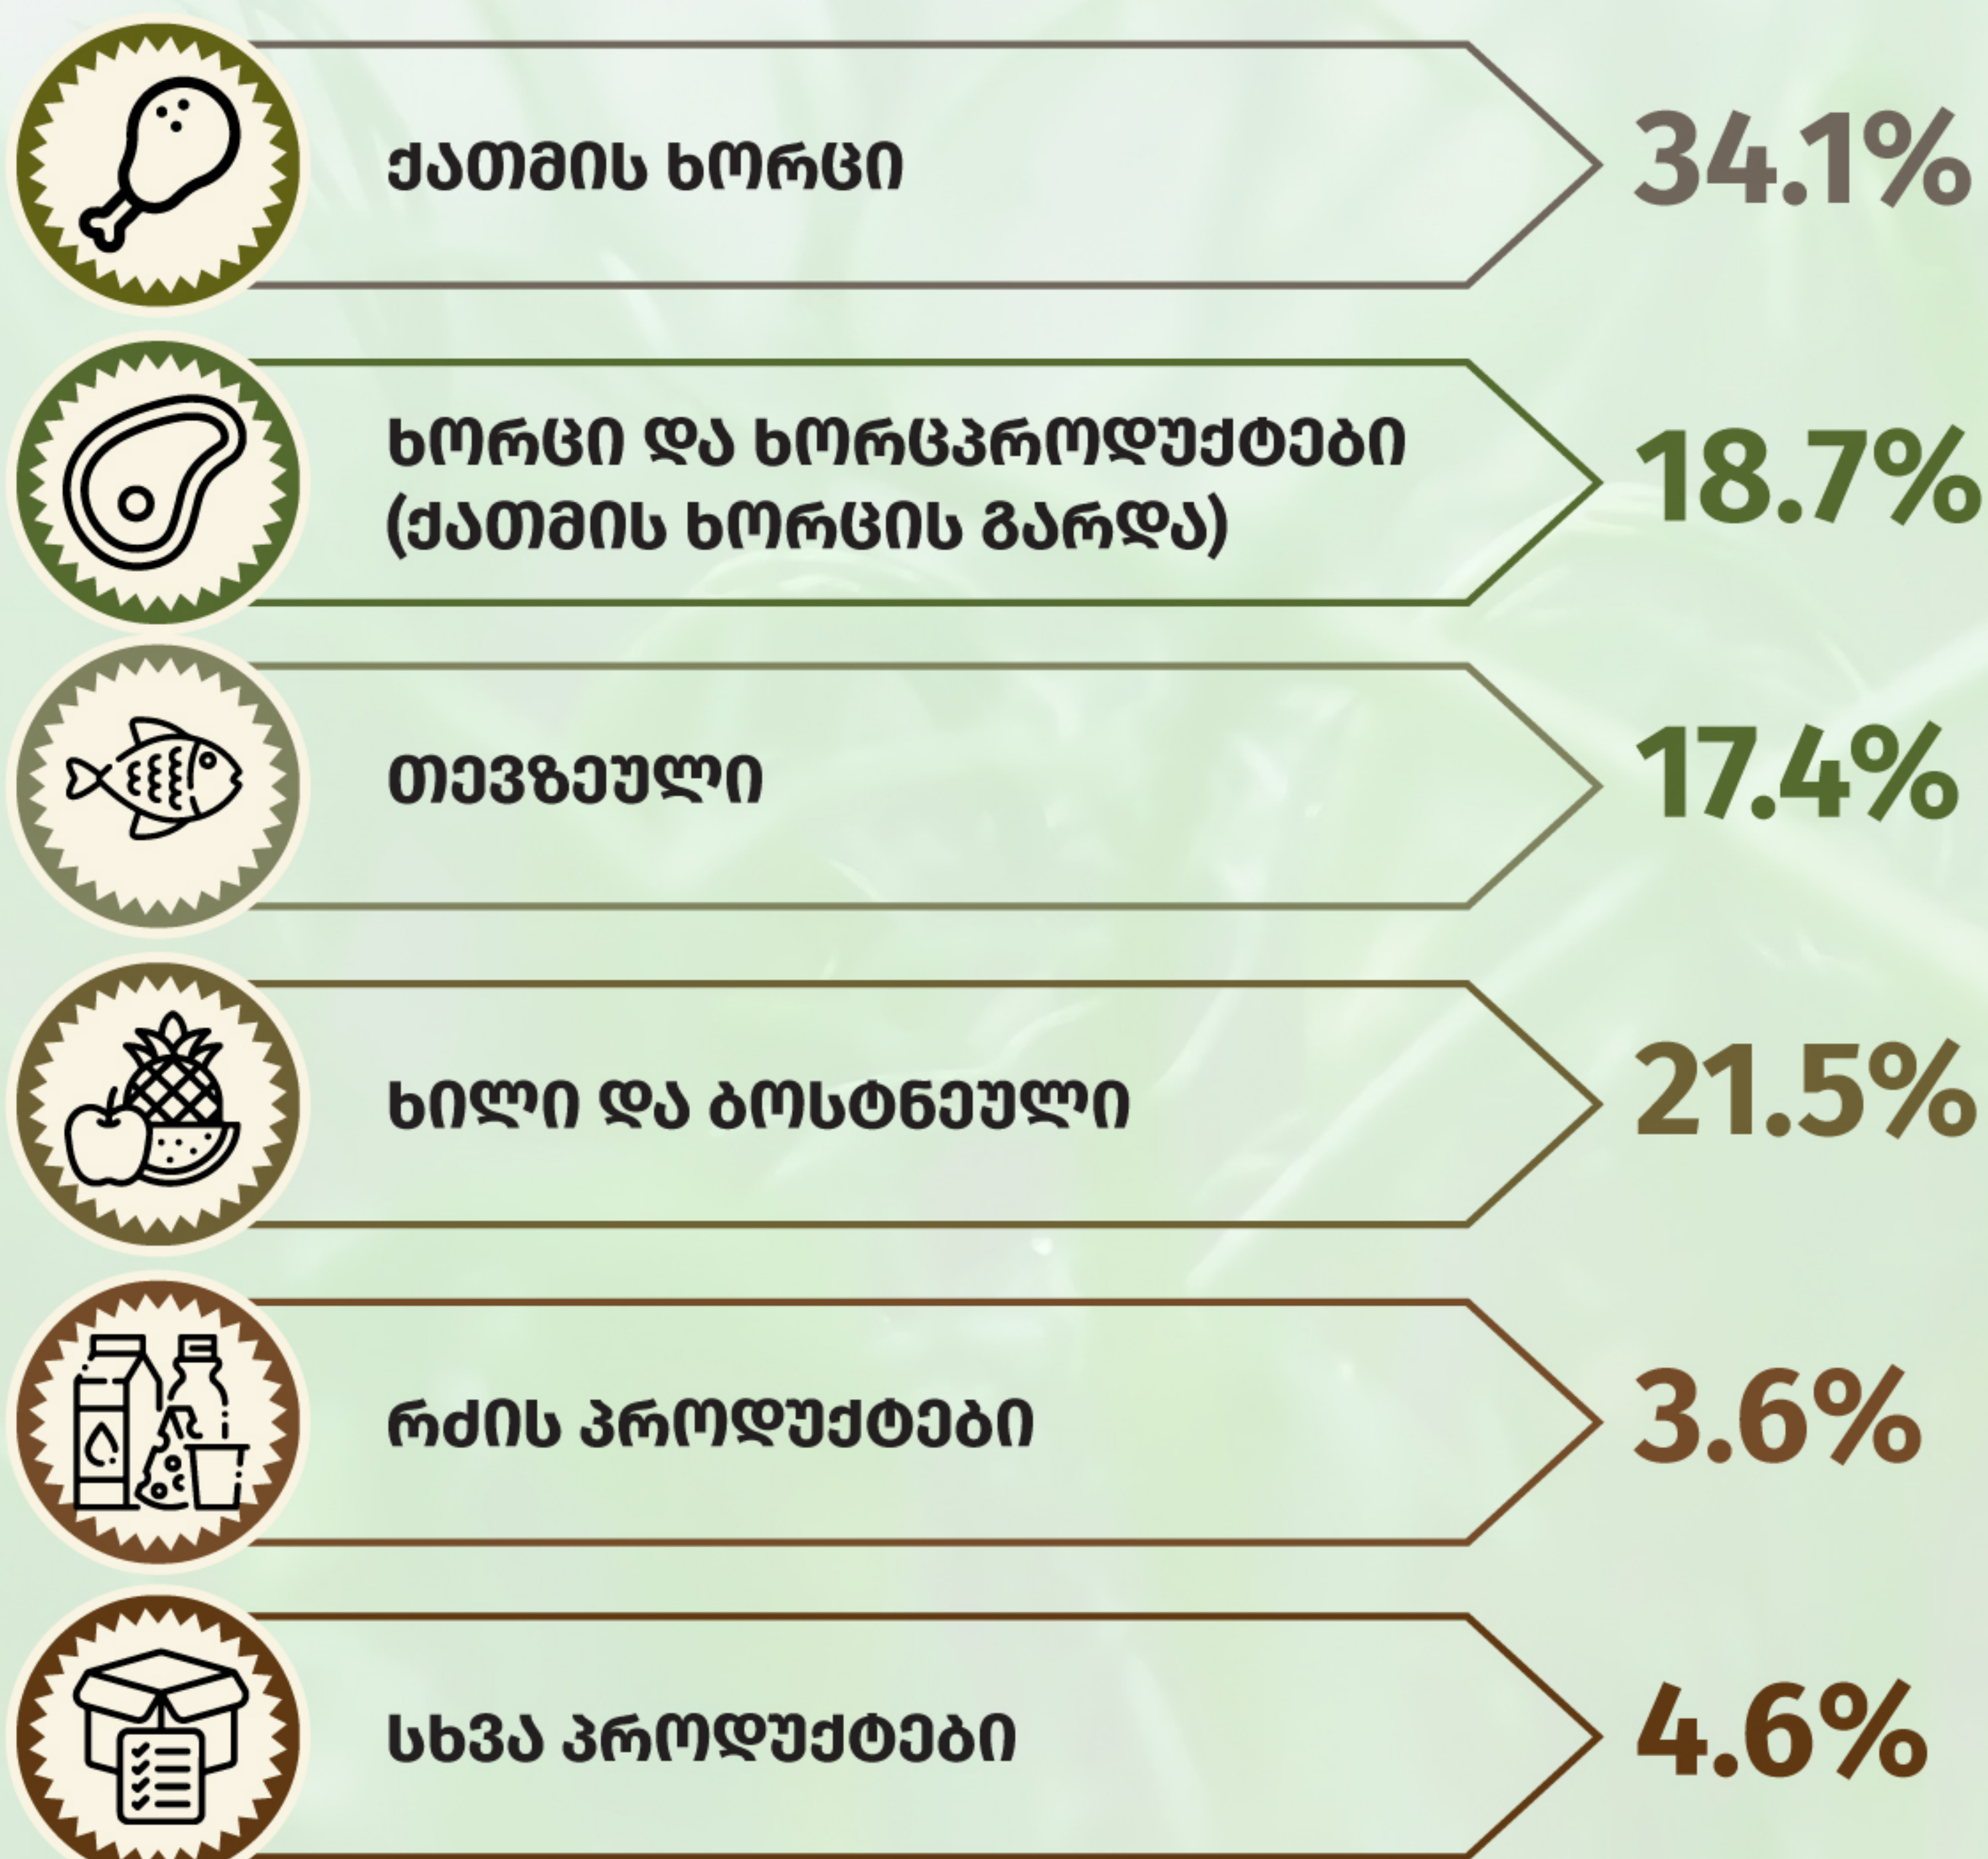 ქათმის ხორცი
34.1%
ხორცი და ხორცპროდუქტები
(ქათმის ხორცის გარდა)
18.7%
თევზეული
17.4%
ხილი და ბოსტნეული
21.5%
რძის პროდუქტები
3.6%
სხვა პროდუქტები
4.6%